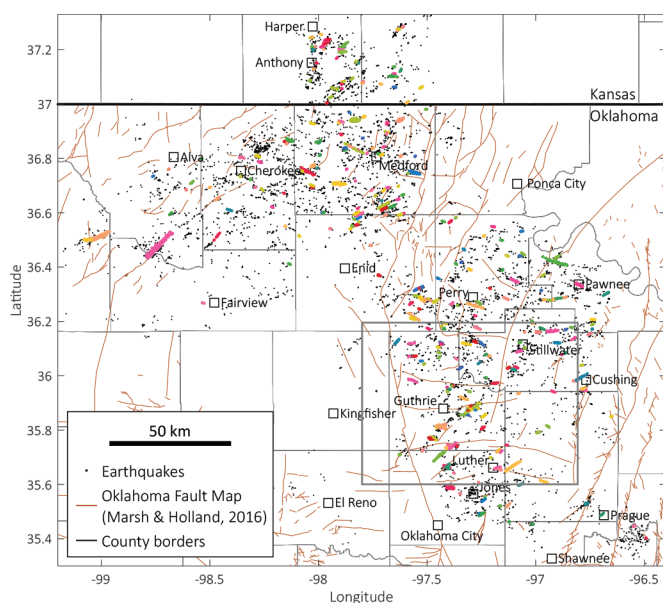 Harper
37.2
Anthony
37
Kansas
Oklahoma
36.8
Alva
Cherokee
Medford
Ponca City
36.6
Latitude
36.4
Enid
Pawnee
Perry
Fairview
36.2
Stillwater
36
Cushing
Guthrie
Kingfisher
35.8
50 km
Luther
Earthquakes
35.6
Jones
Oklahoma Fault Map
(Marsh & Holland, 2016)
El Reno
Prague
County borders
Oklahoma City
35.4
Shawnee
-99
-98.5
-98
-97.5
-97
-96.5
Longitude